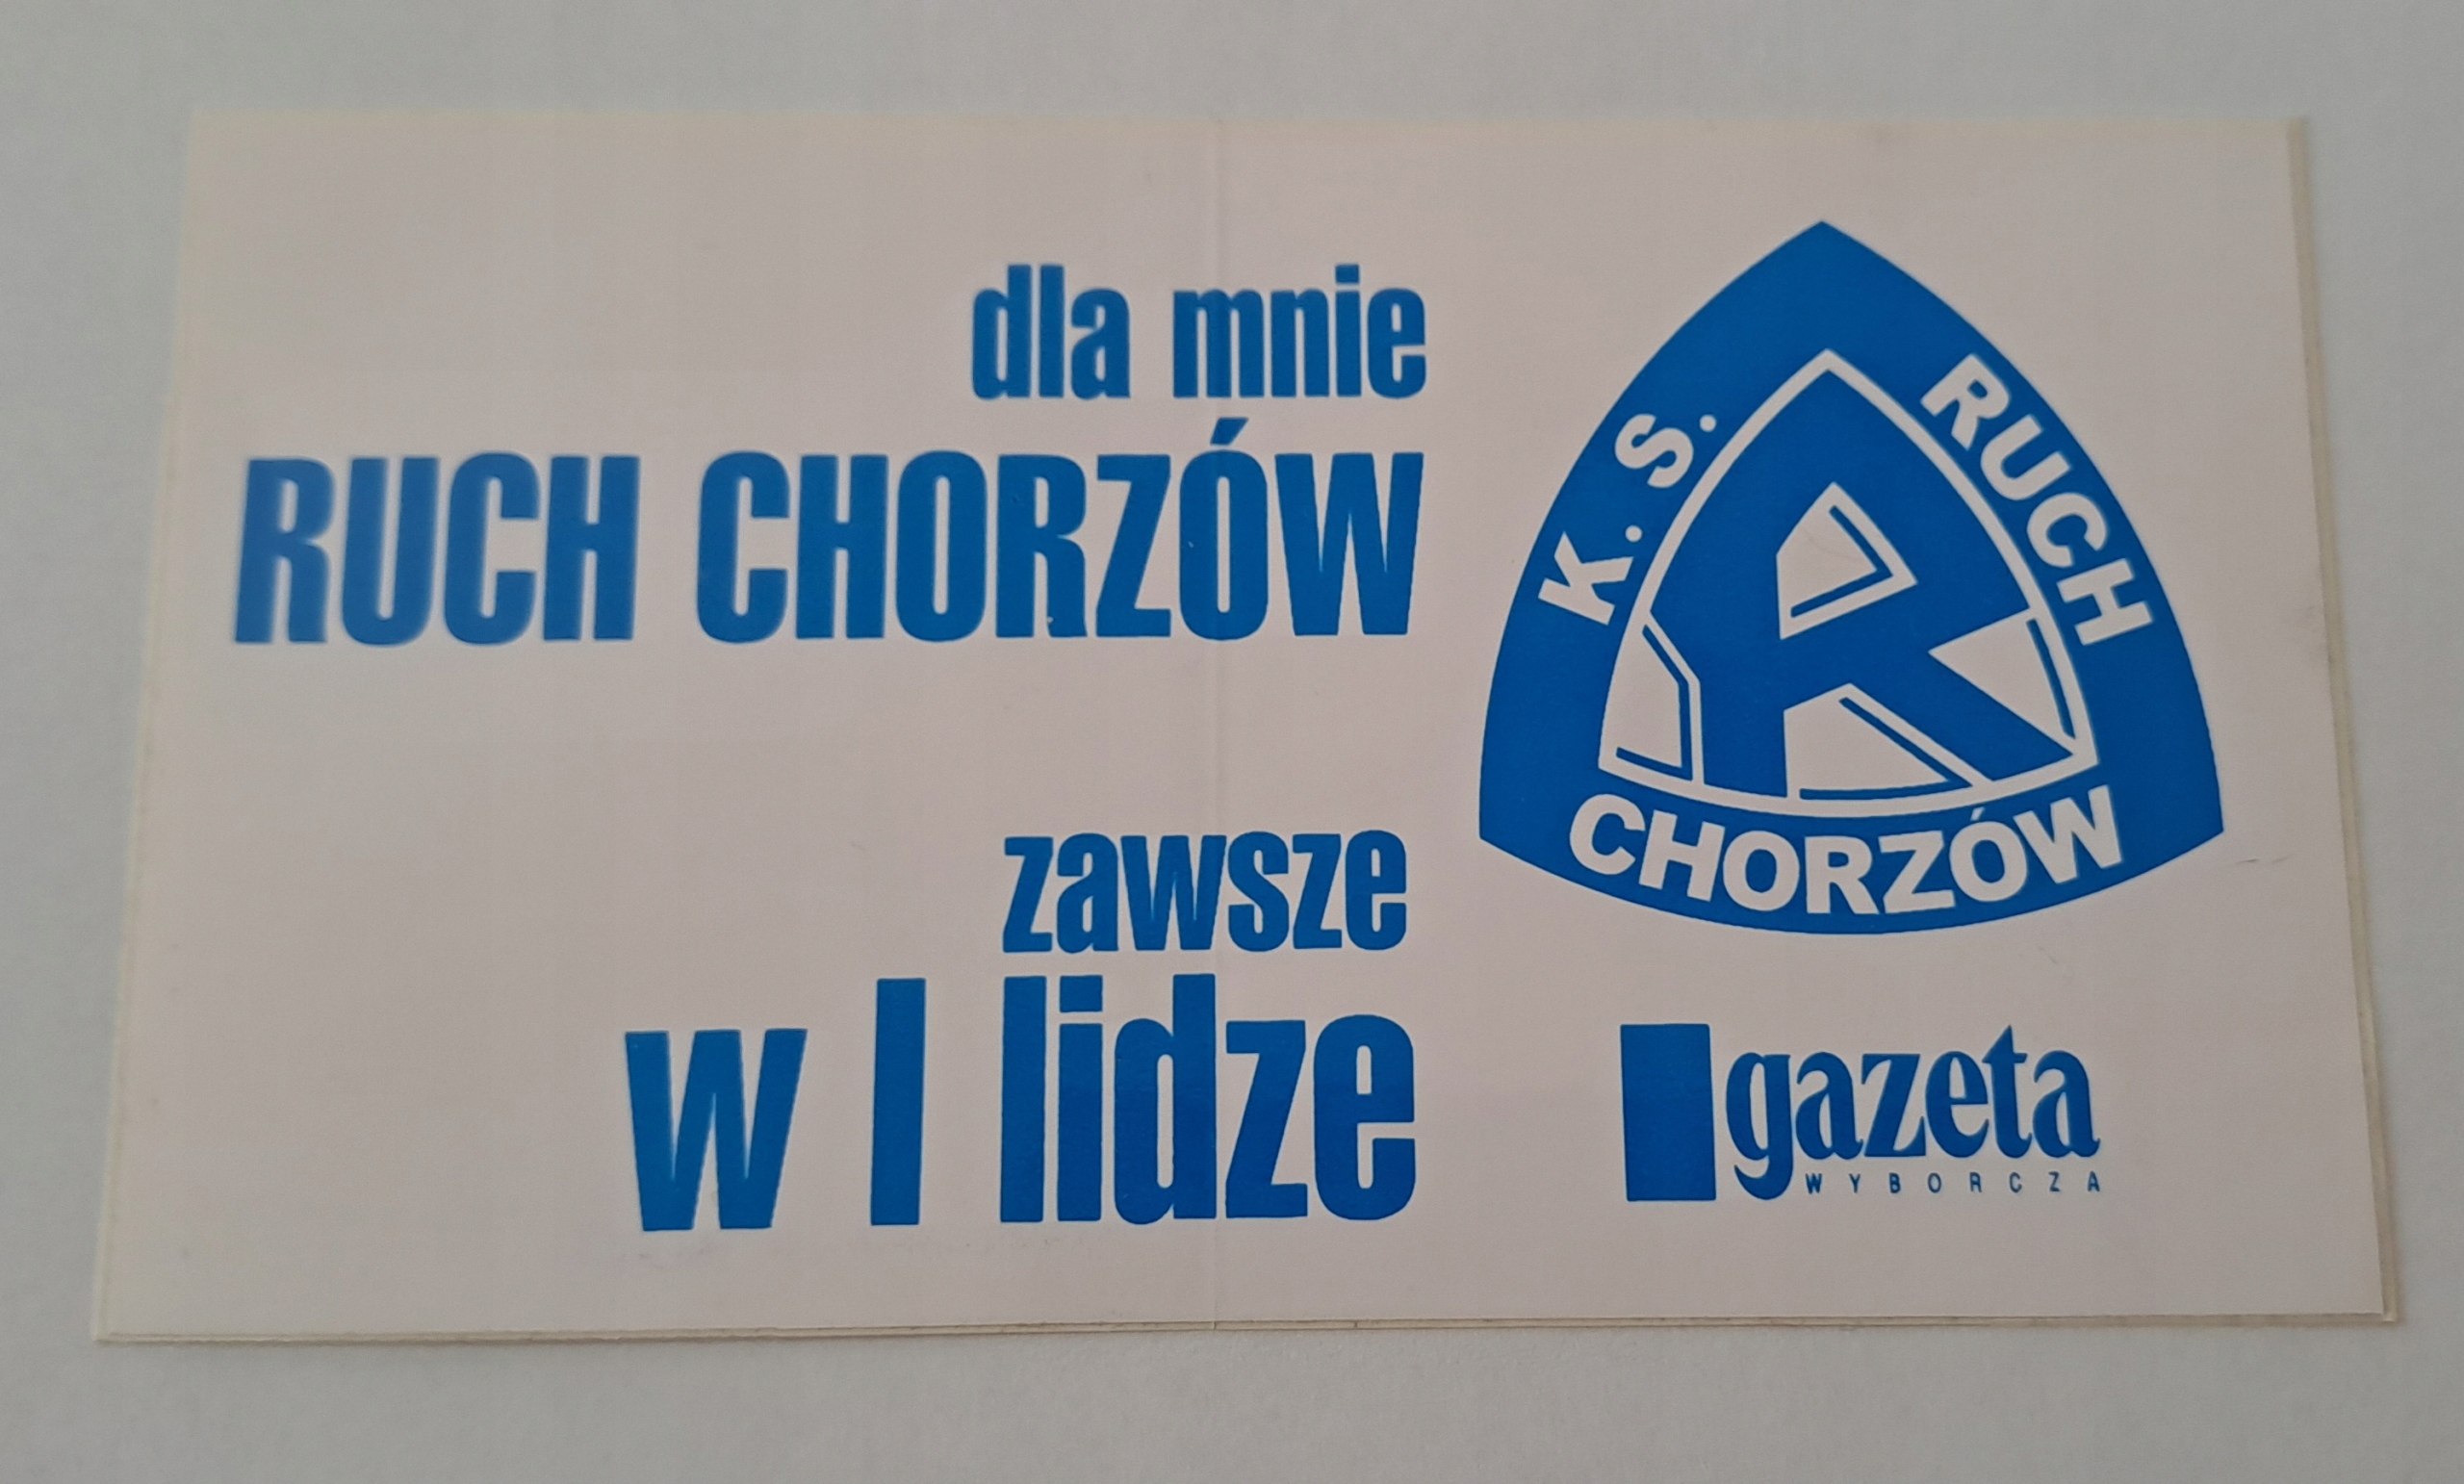 dla mnie
RUCH CHORZÓW
zawsze
w I lidze
K.S. RUCH
CHORZÓW
gazeta
WYBORCZA